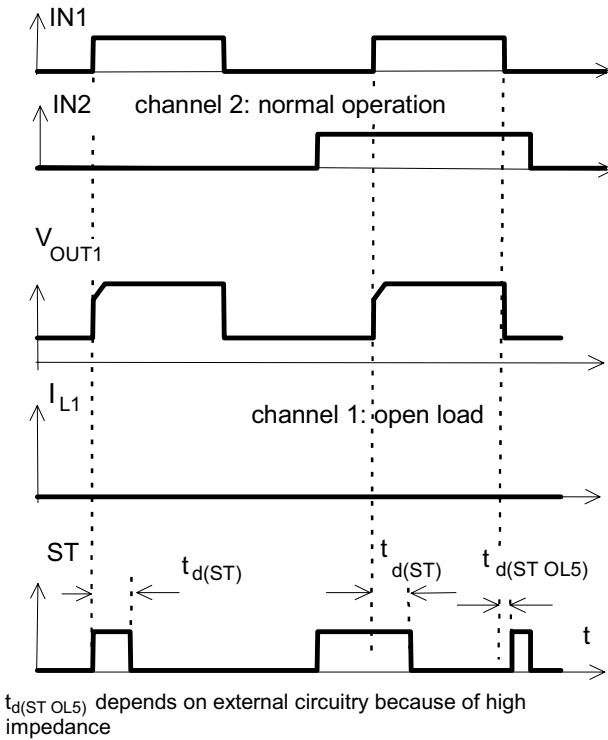 IN1
IN2 channel 2: normal operation
VOUT1
IL1
channel 1: open load
ST
td(ST)
td(ST)
td(ST OL5)
t
td(ST OL5) depends on external circuitry because of high
impedance